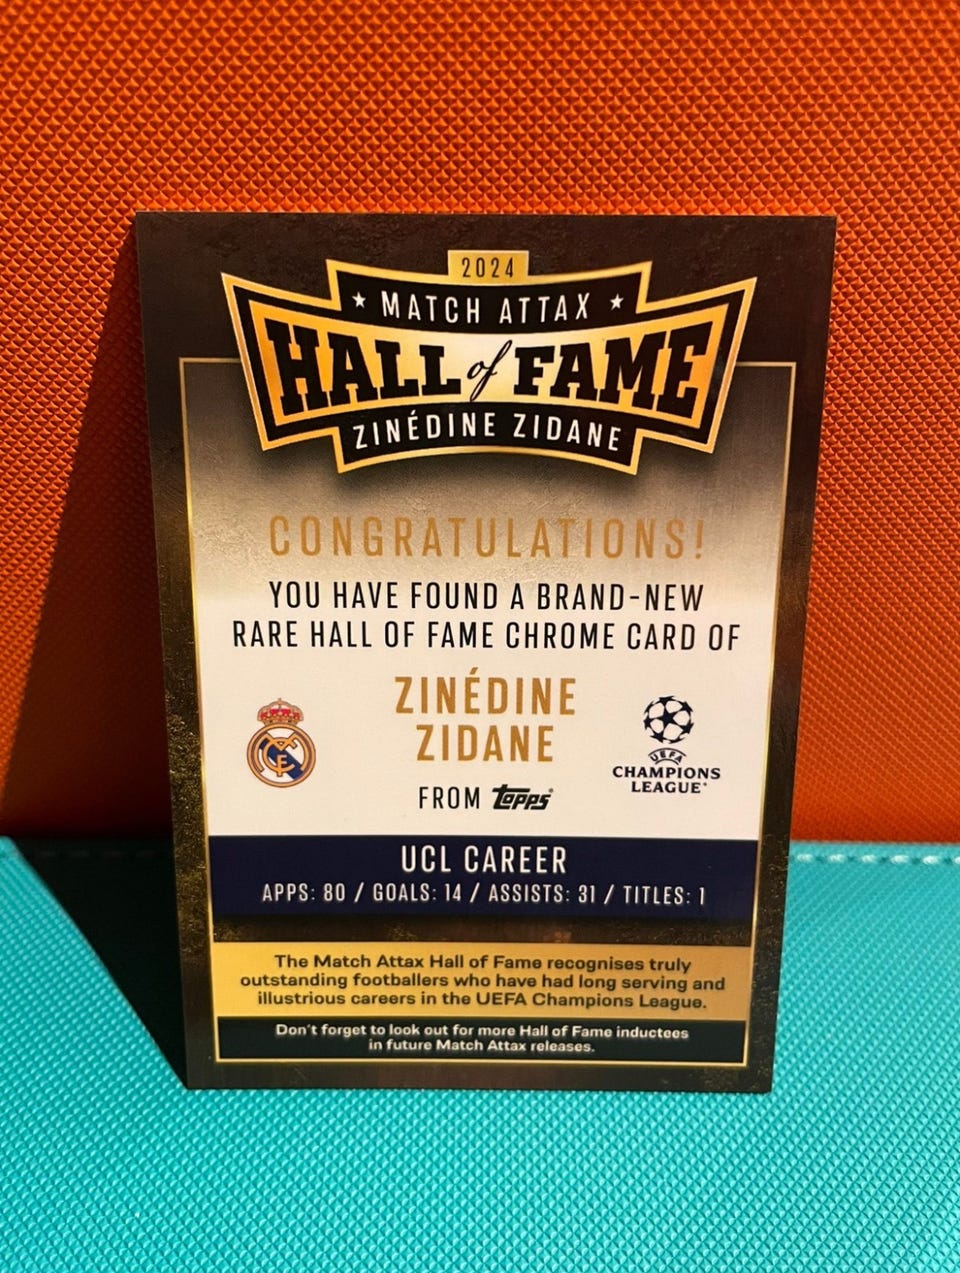 2024
★ MATCH ATTAX ★
HALL of FAME
ZINÉDINE ZIDANE
CONGRATULATIONS!
YOU HAVE FOUND A BRAND-NEW
RARE HALL OF FAME CHROME CARD OF
ZINÉDINE
ZIDANE
UEFA
CHAMPIONS
LEAGUE®
FROM Topps®
UCL CAREER
APPS: 80 / GOALS: 14 / ASSISTS: 31 / TITLES: 1
The Match Attax Hall of Fame recognises truly
outstanding footballers who have had long serving and
illustrious careers in the UEFA Champions League.
Don't forget to look out for more Hall of Fame inductees
in future Match Attax releases.